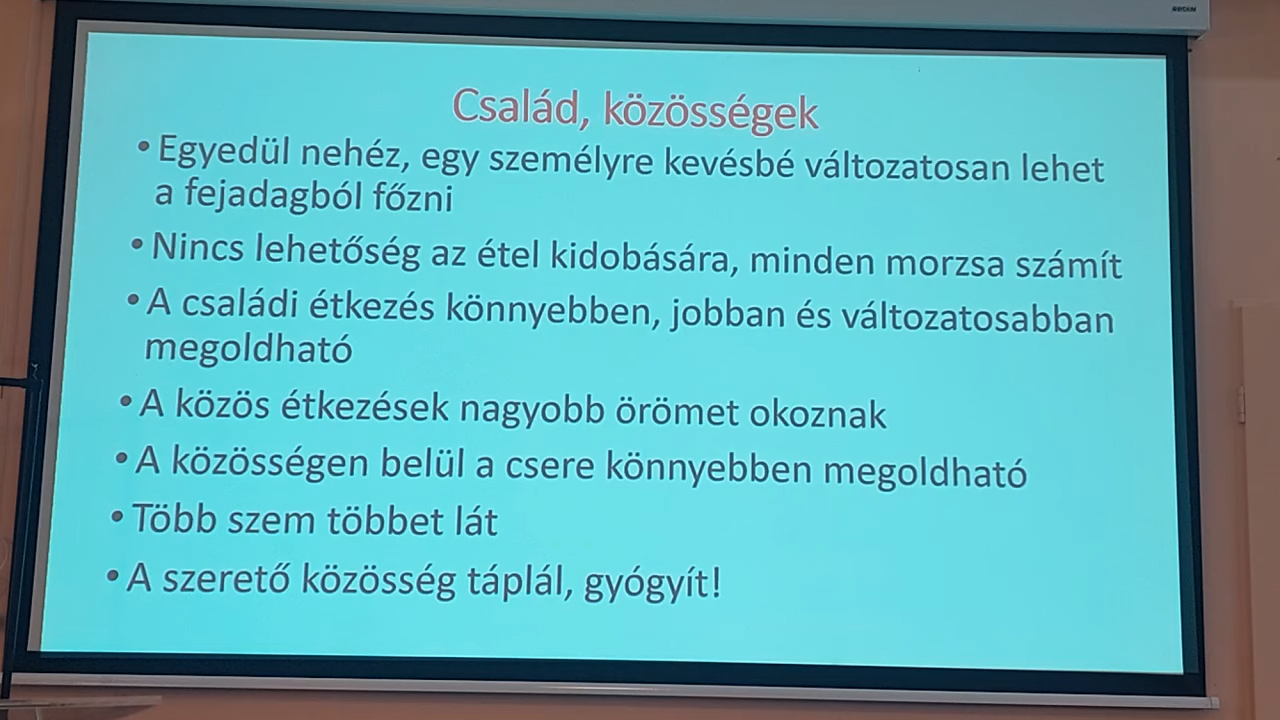 Család, közösségek
• Egyedül nehéz, egy személyre kevésbé változatosan lehet
a fejadagból főzni
• Nincs lehetőség az étel kidobására, minden morzsa számít
• A családi étkezés könnyebben, jobban és változatosabban
megoldható
• A közös étkezések nagyobb örömet okoznak
• A közösségen belül a csere könnyebben megoldható
• Több szem többet lát
• A szerető közösség táplál, gyógyít!